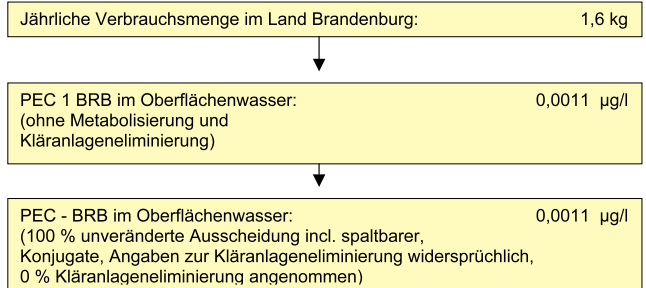 Jährliche Verbrauchsmenge im Land Brandenburg: 1,6 kg
PEC 1 BRB im Oberflächenwasser: 0,0011 µg/l
(ohne Metabolisierung und
Kläranlageneliminierung)
PEC - BRB im Oberflächenwasser: 0,0011 µg/l
(100 % unveränderte Ausscheidung incl. spaltbarer,
Konjugate, Angaben zur Kläranlageneliminierung widersprüchlich,
0 % Kläranlageneliminierung angenommen)